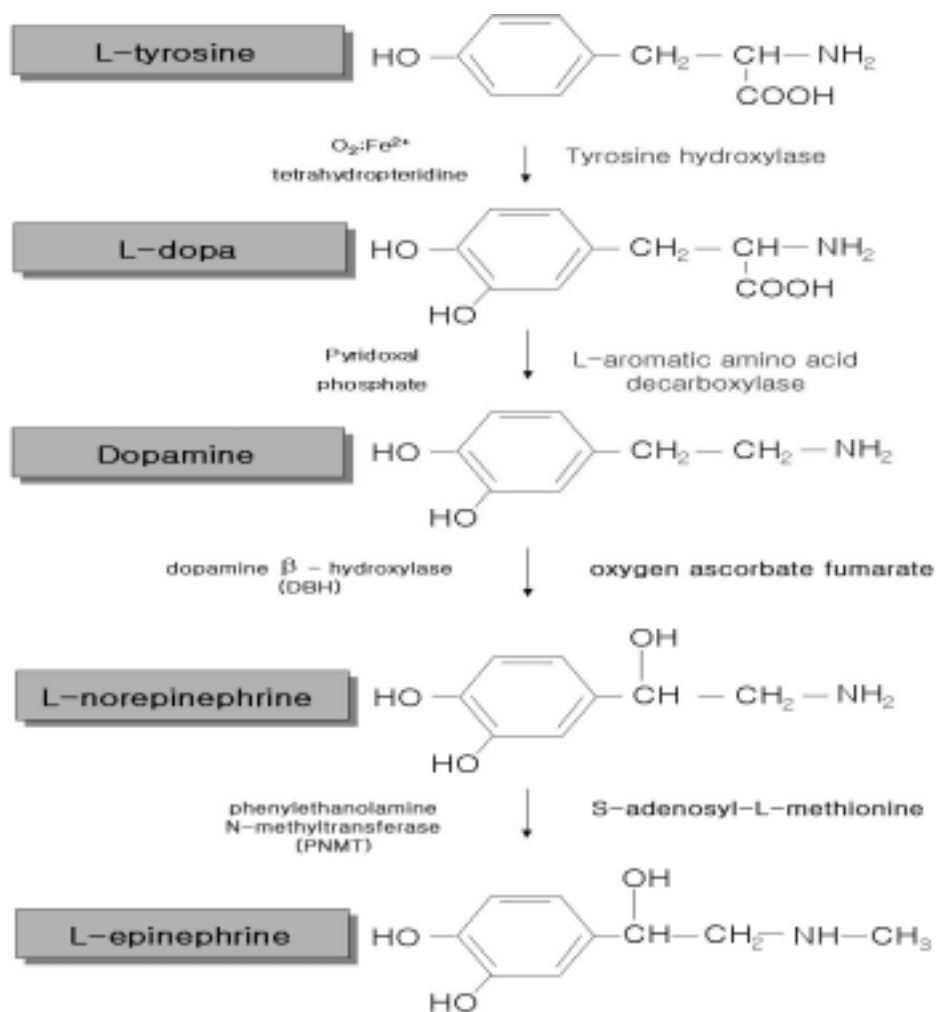 L-tyrosine
HO
CH₂ — CH — NH₂
COOH
O₂:Fe²⁺
tetrahydropteridine
Tyrosine hydroxylase
L-dopa
HO
CH₂ — CH — NH₂
COOH
HO
Pyridoxal
phosphate
L-aromatic amino acid
decarboxylase
Dopamine
HO
CH₂ — CH₂ — NH₂
HO
dopamine β - hydroxylase
(DBH)
oxygen ascorbate fumarate
OH
L-norepinephrine
HO
CH — CH₂ — NH₂
HO
phenylethanolamine
N-methyltransferase
(PNMT)
S-adenosyl-L-methionine
OH
L-epinephrine
HO
CH — CH₂ — NH — CH₃
HO